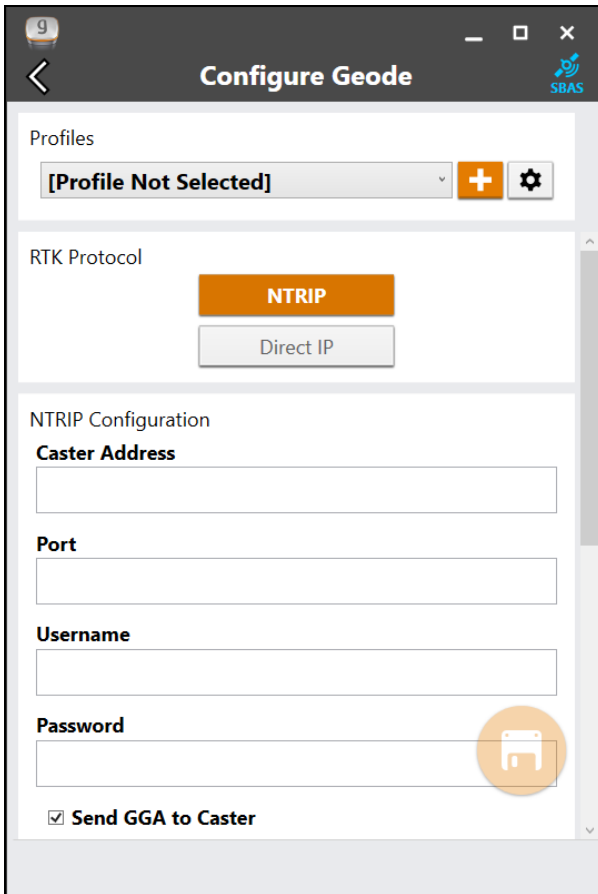 g
Configure Geode
SBAS
Profiles
[Profile Not Selected]
RTK Protocol
NTRIP
Direct IP
NTRIP Configuration
Caster Address
Port
Username
Password
Send GGA to Caster